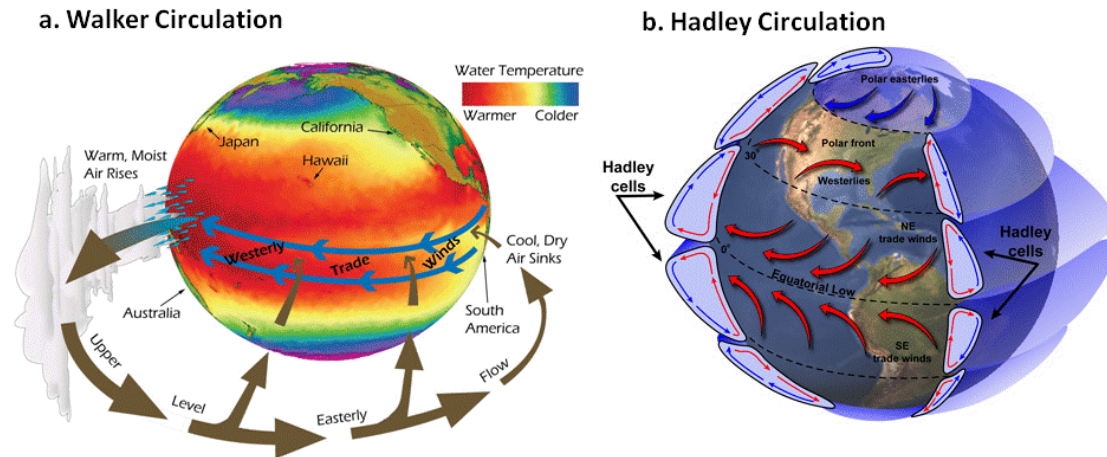 a. Walker Circulation
Water Temperature
Warmer Colder
California
Japan
Hawaii
Warm, Moist
Air Rises
Westerly Trade Winds
Cool, Dry
Air Sinks
Australia
South
America
Upper Level Easterly Flow
b. Hadley Circulation
Polar easterlies
Polar front
30
Westerlies
Hadley
cells
NE
trade winds
Hadley
cells
0°
Equatorial Low
SE
trade winds